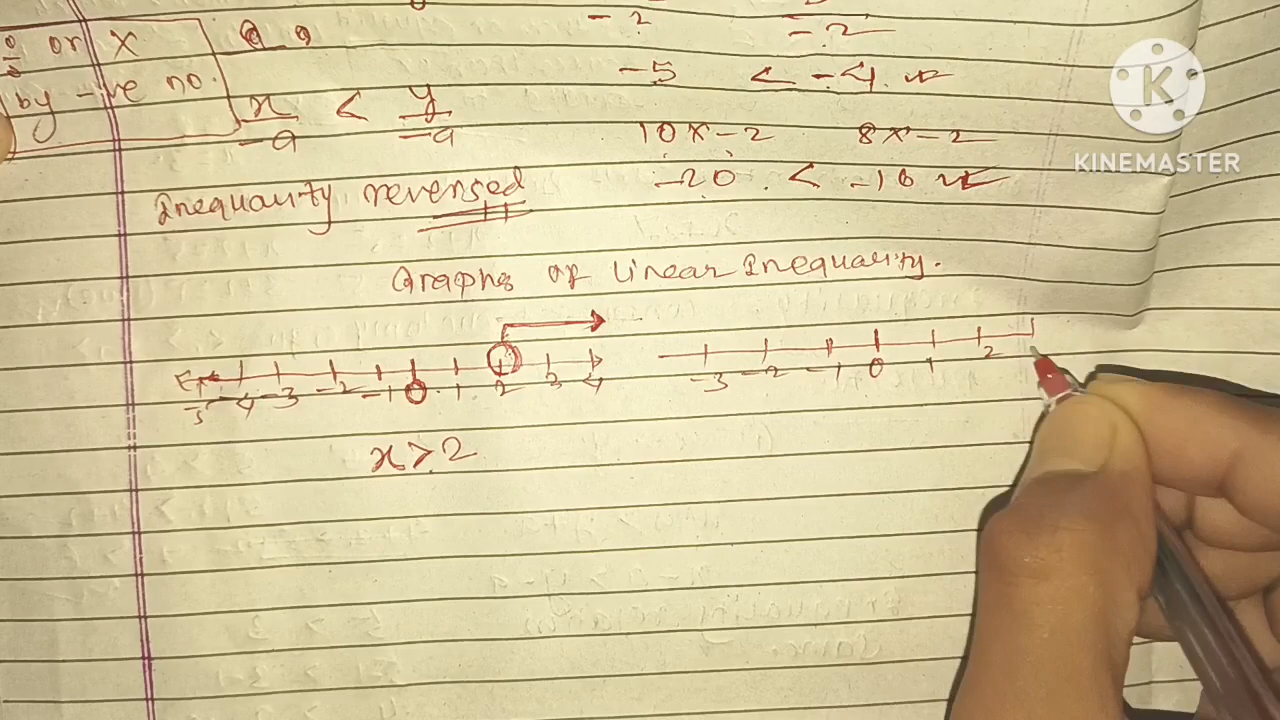 - 2
- 2
÷ or X
by -ve no.
-5 < -4
x/-a < y/-a
10x-2 8x-2
K
KINEMASTER
-20 < -16
Inequality reversed
Graphs of Linear Inequality.
-5 -4 -3 -2 -1 0 1 2 3 4
-3 -2 -1 0 1 2
x > 2